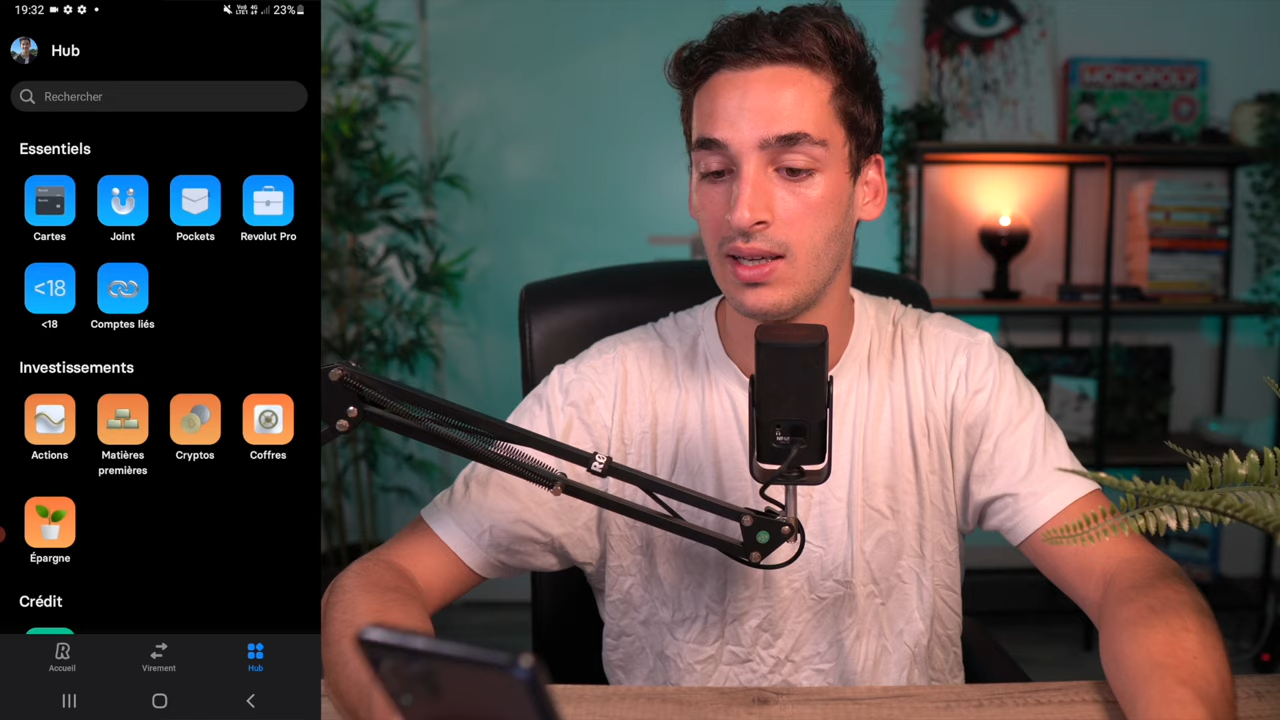 19:32
23%
Hub
Rechercher
Essentiels
Cartes
Joint
Pockets
Revolut Pro
<18
<18
Comptes liés
Investissements
Actions
Matières premières
Cryptos
Coffres
Épargne
Crédit
Accueil
Virement
Hub
MONOPOLY